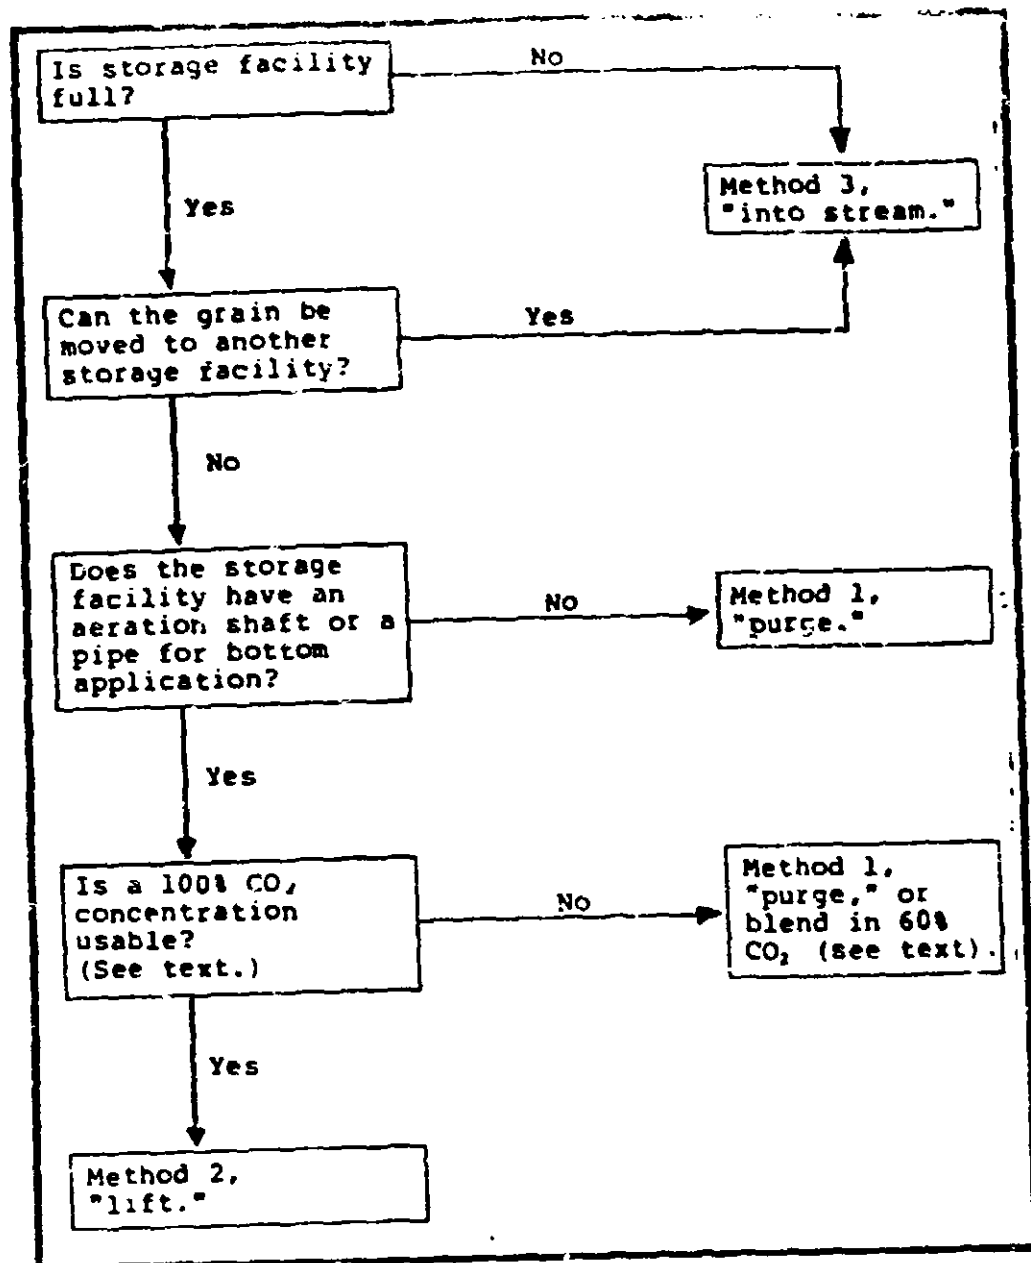 Is storage facility
full?
No
Yes
Method 3,
"into stream."
Can the grain be
moved to another
storage facility?
Yes
No
Does the storage
facility have an
aeration shaft or a
pipe for bottom
application?
No
Method 1,
"purge."
Yes
Is a 100% CO₂
concentration
usable?
(See text.)
No
Method 1,
"purge," or
blend in 60%
CO₂ (see text).
Yes
Method 2,
"lift."